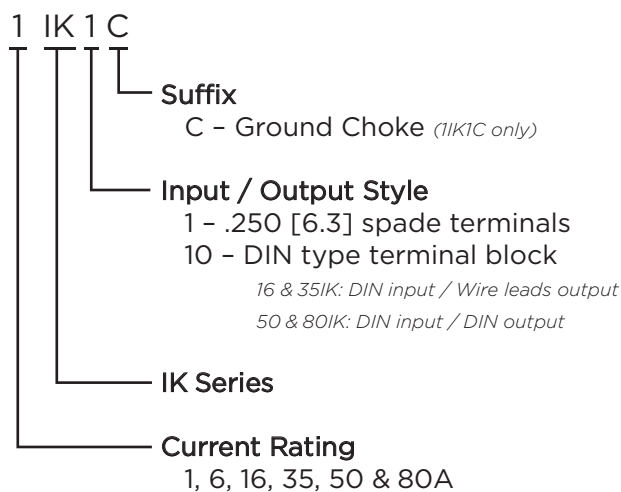 1 IK 1 C
Suffix
C – Ground Choke (1IK1C only)
Input / Output Style
1 – .250 [6.3] spade terminals
10 – DIN type terminal block
16 & 35IK: DIN input / Wire leads output
50 & 80IK: DIN input / DIN output
IK Series
Current Rating
1, 6, 16, 35, 50 & 80A